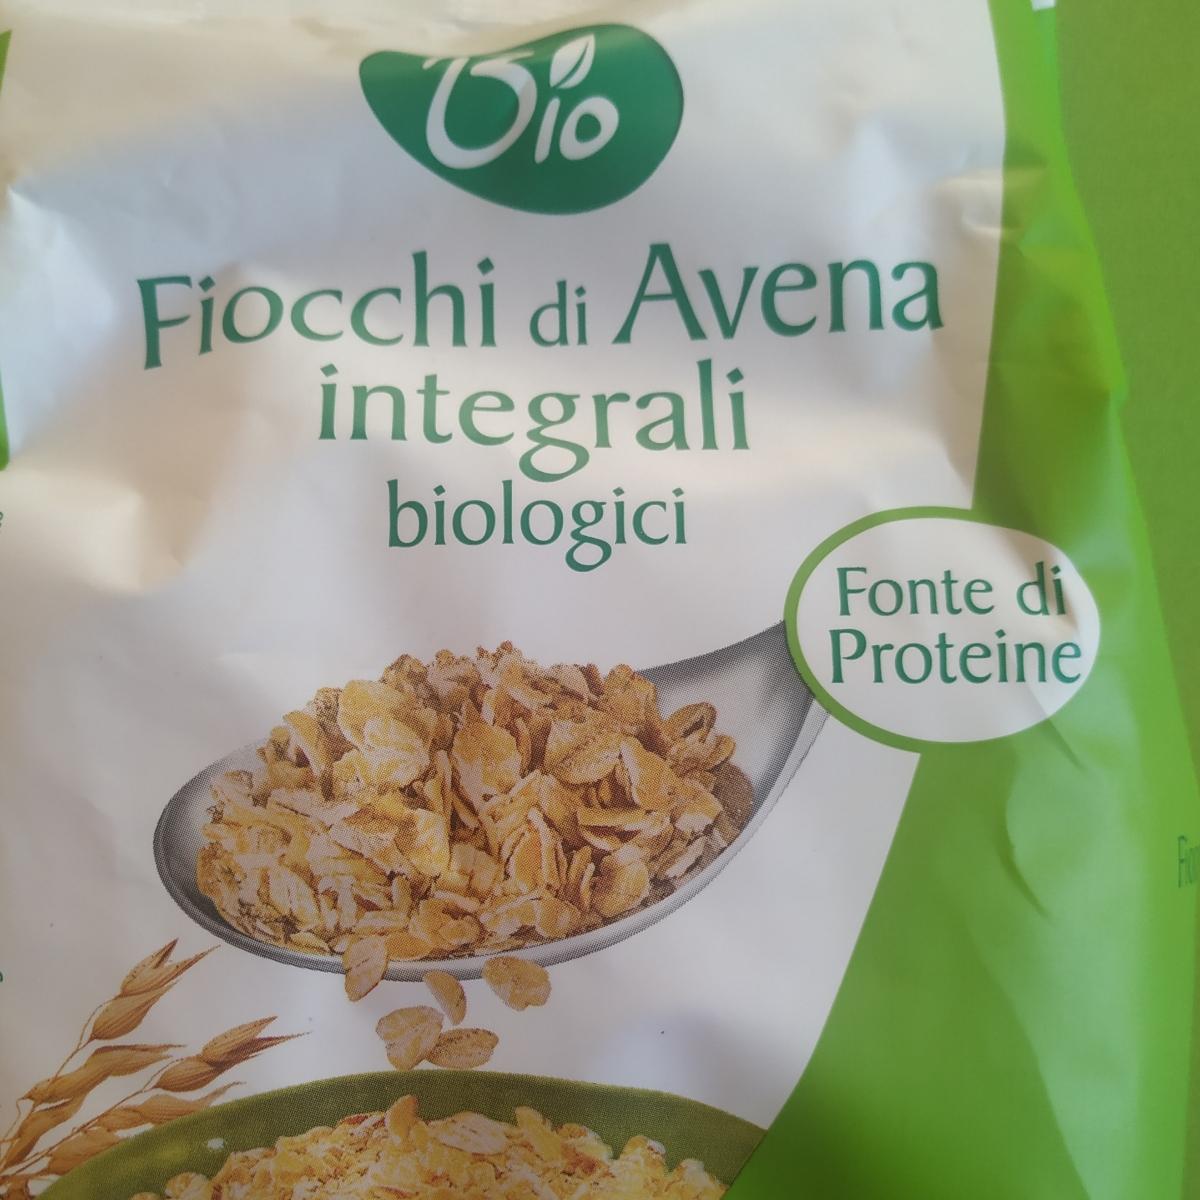 Bio
Fiocchi di Avena
integrali
biologici
Fonte di
Proteine